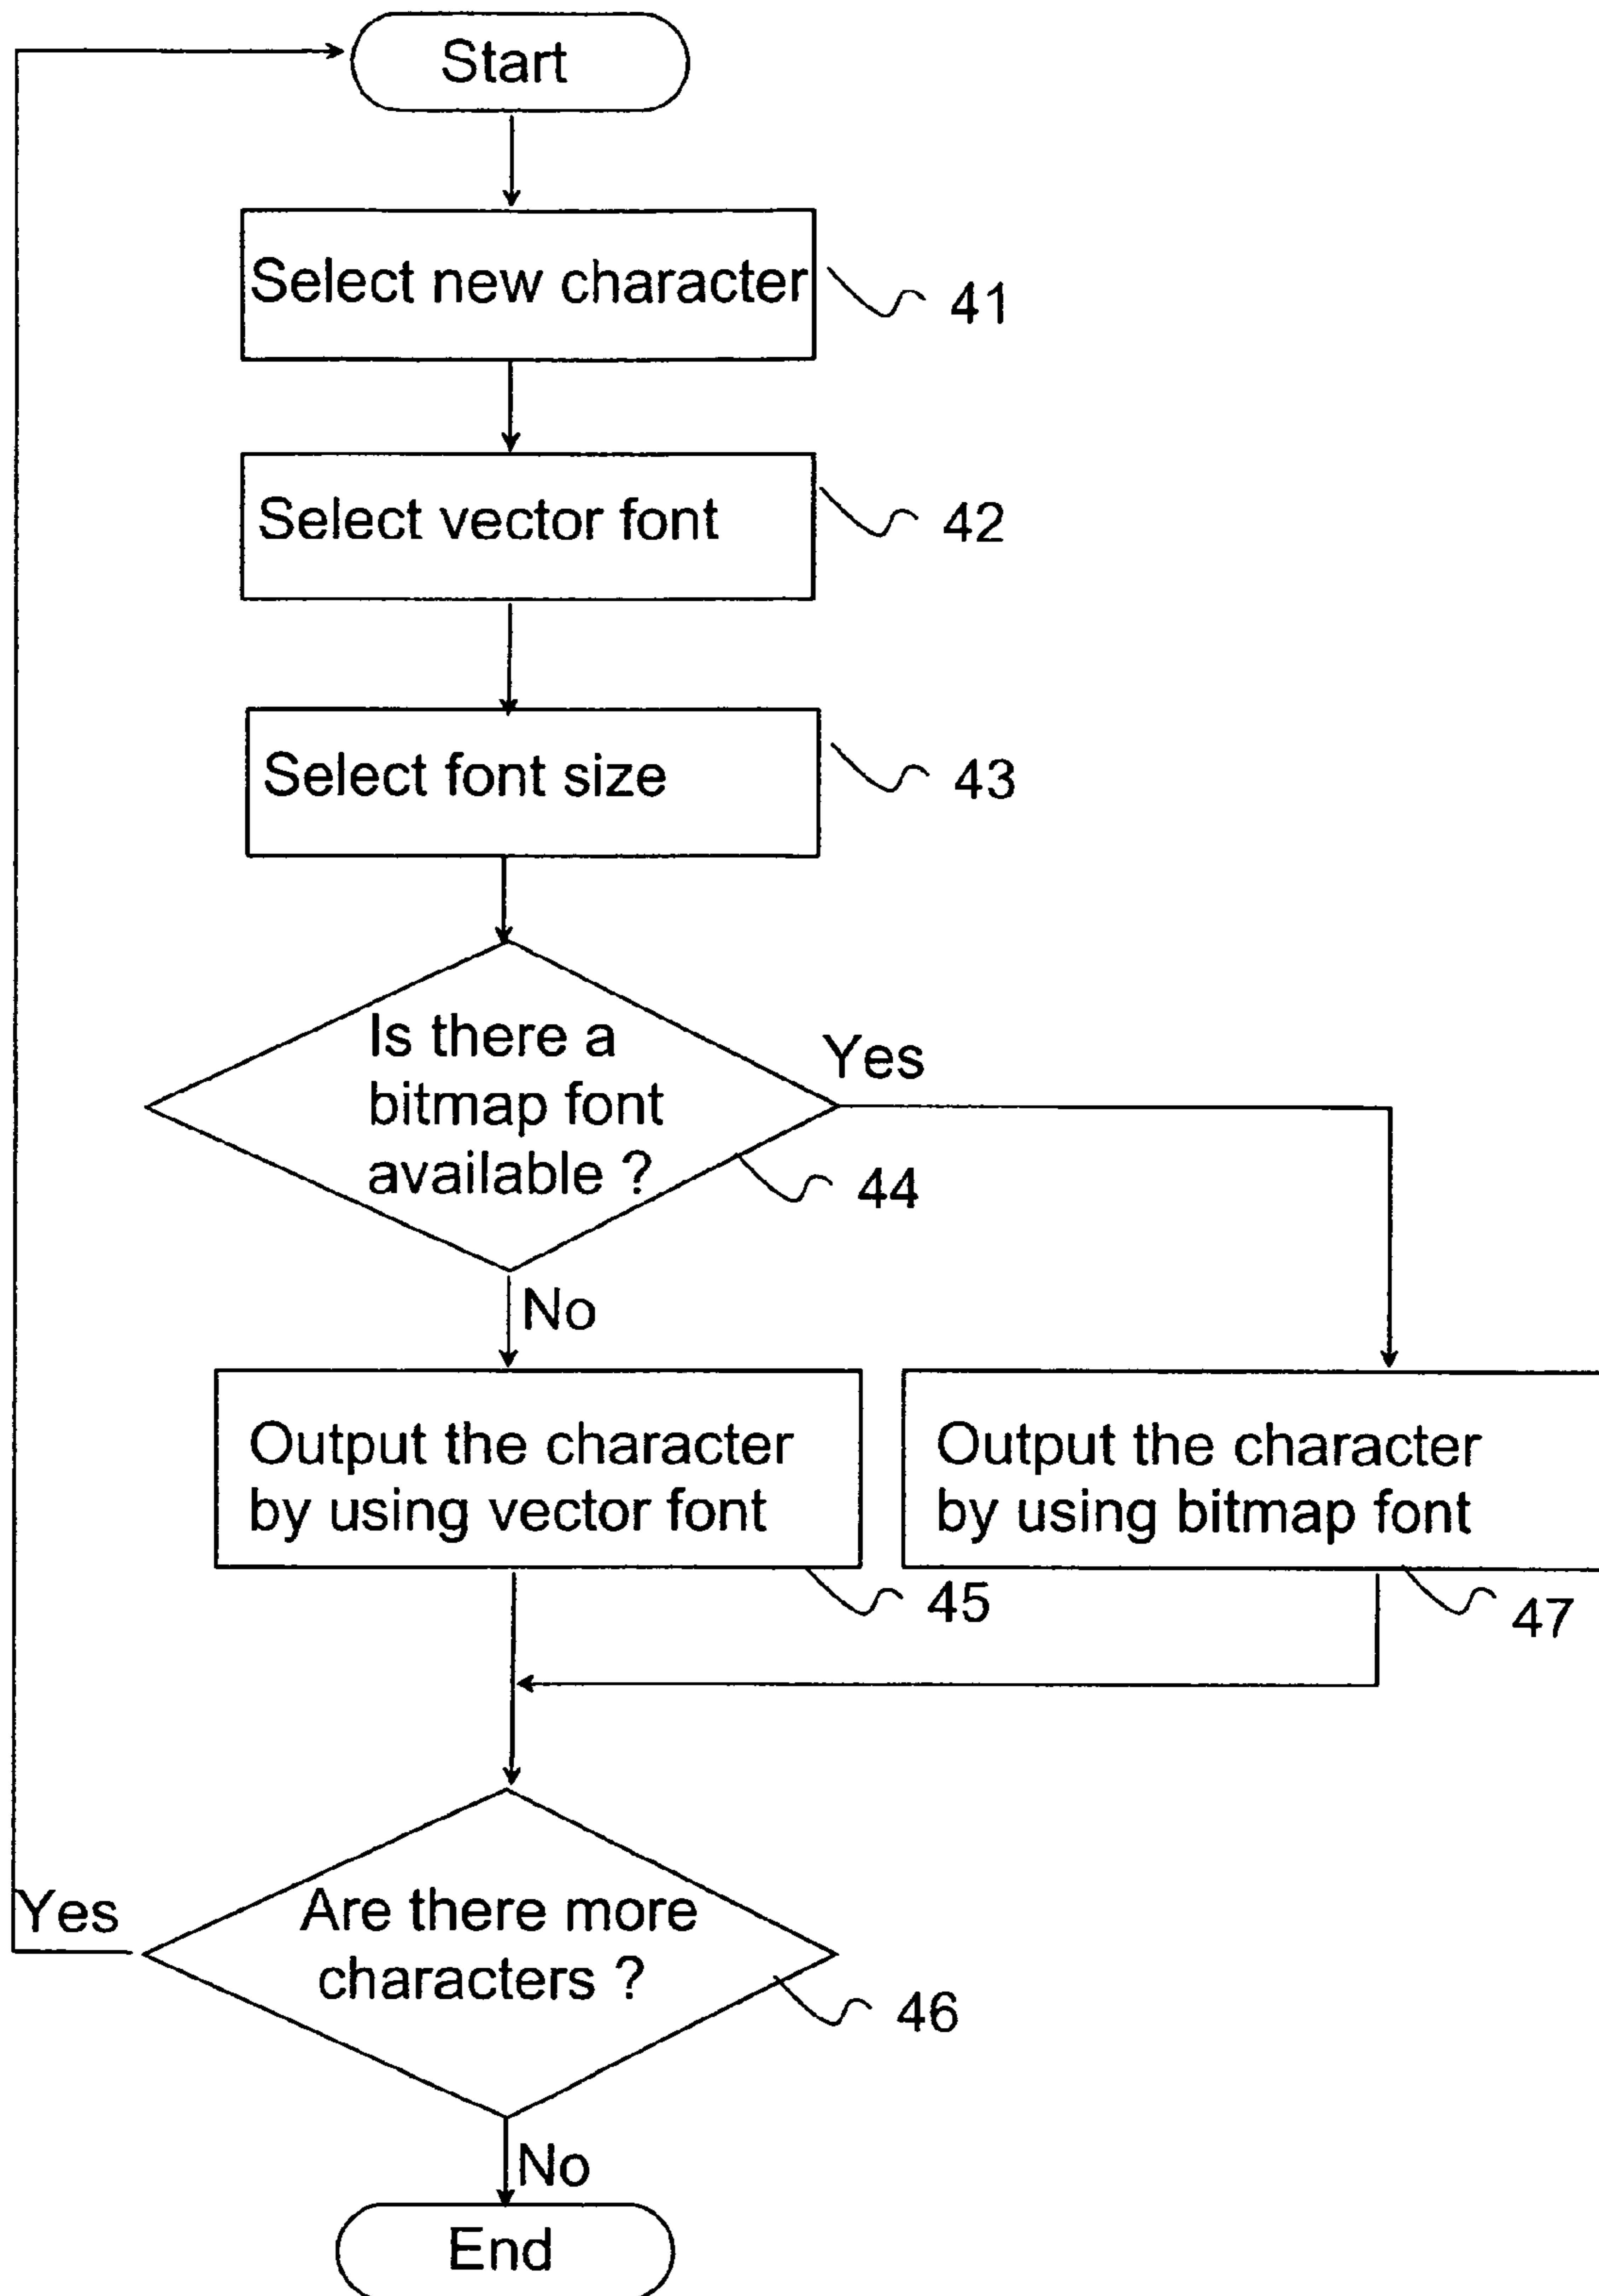 Start
Select new character
41
Select vector font
42
Select font size
43
Is there a
bitmap font
available ?
Yes
44
No
Output the character
by using vector font
45
Output the character
by using bitmap font
47
Are there more
characters ?
Yes
46
No
End